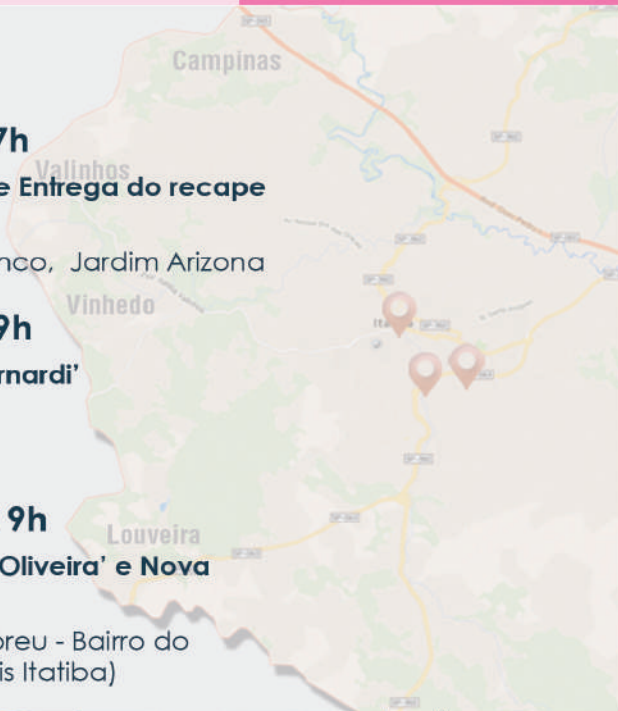 Campinas
7h
Valinhos
e Entrega do recape
nco, Jardim Arizona
Vinhedo
9h
rnardi’
9h
Louveira
Oliveira’ e Nova
breu - Bairro do
is Itatiba)